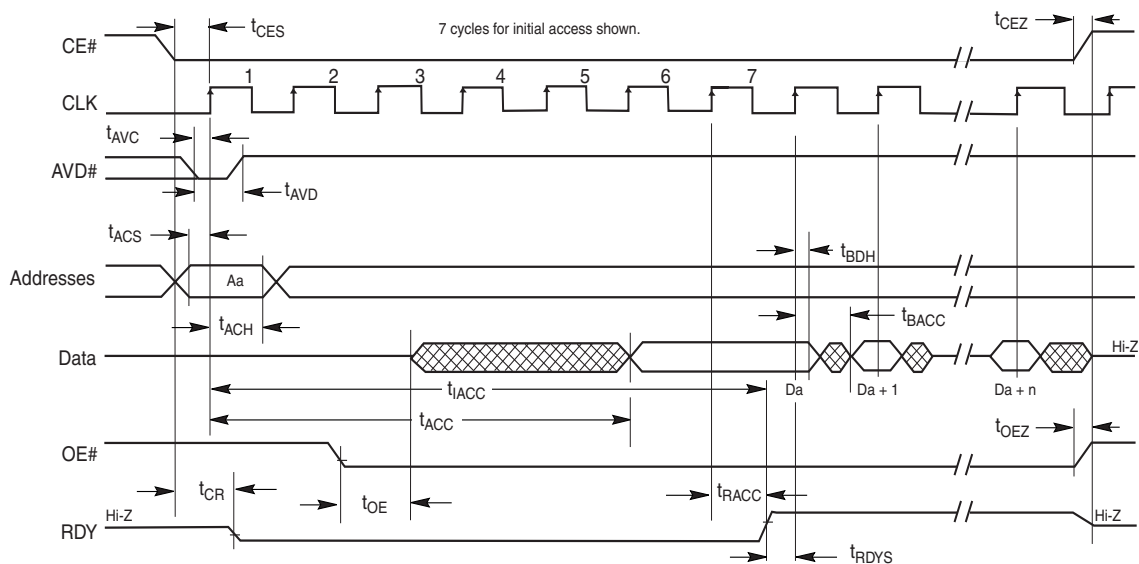 tCES
7 cycles for initial access shown.
tCEZ
CE#
1 2 3 4 5 6 7
CLK
tAVC
AVD#
tAVD
tACS
tBDH
Addresses
Aa
tACH
tBACC
Data
Hi-Z
tIACC
Da
Da + 1
Da + n
tACC
tOEZ
OE#
tCR
tOE
tRACC
Hi-Z
Hi-Z
RDY
tRDYS